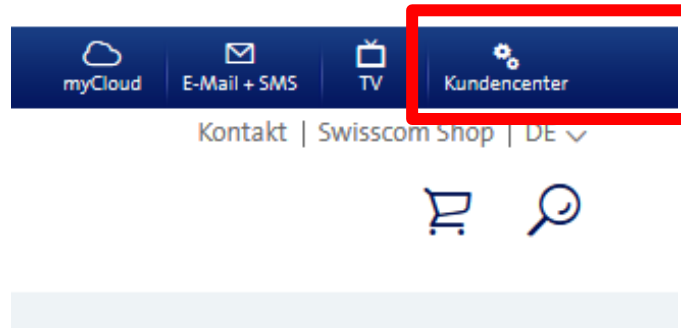 myCloud E-Mail + SMS TV Kundencenter
Kontakt | Swisscom Shop | DE